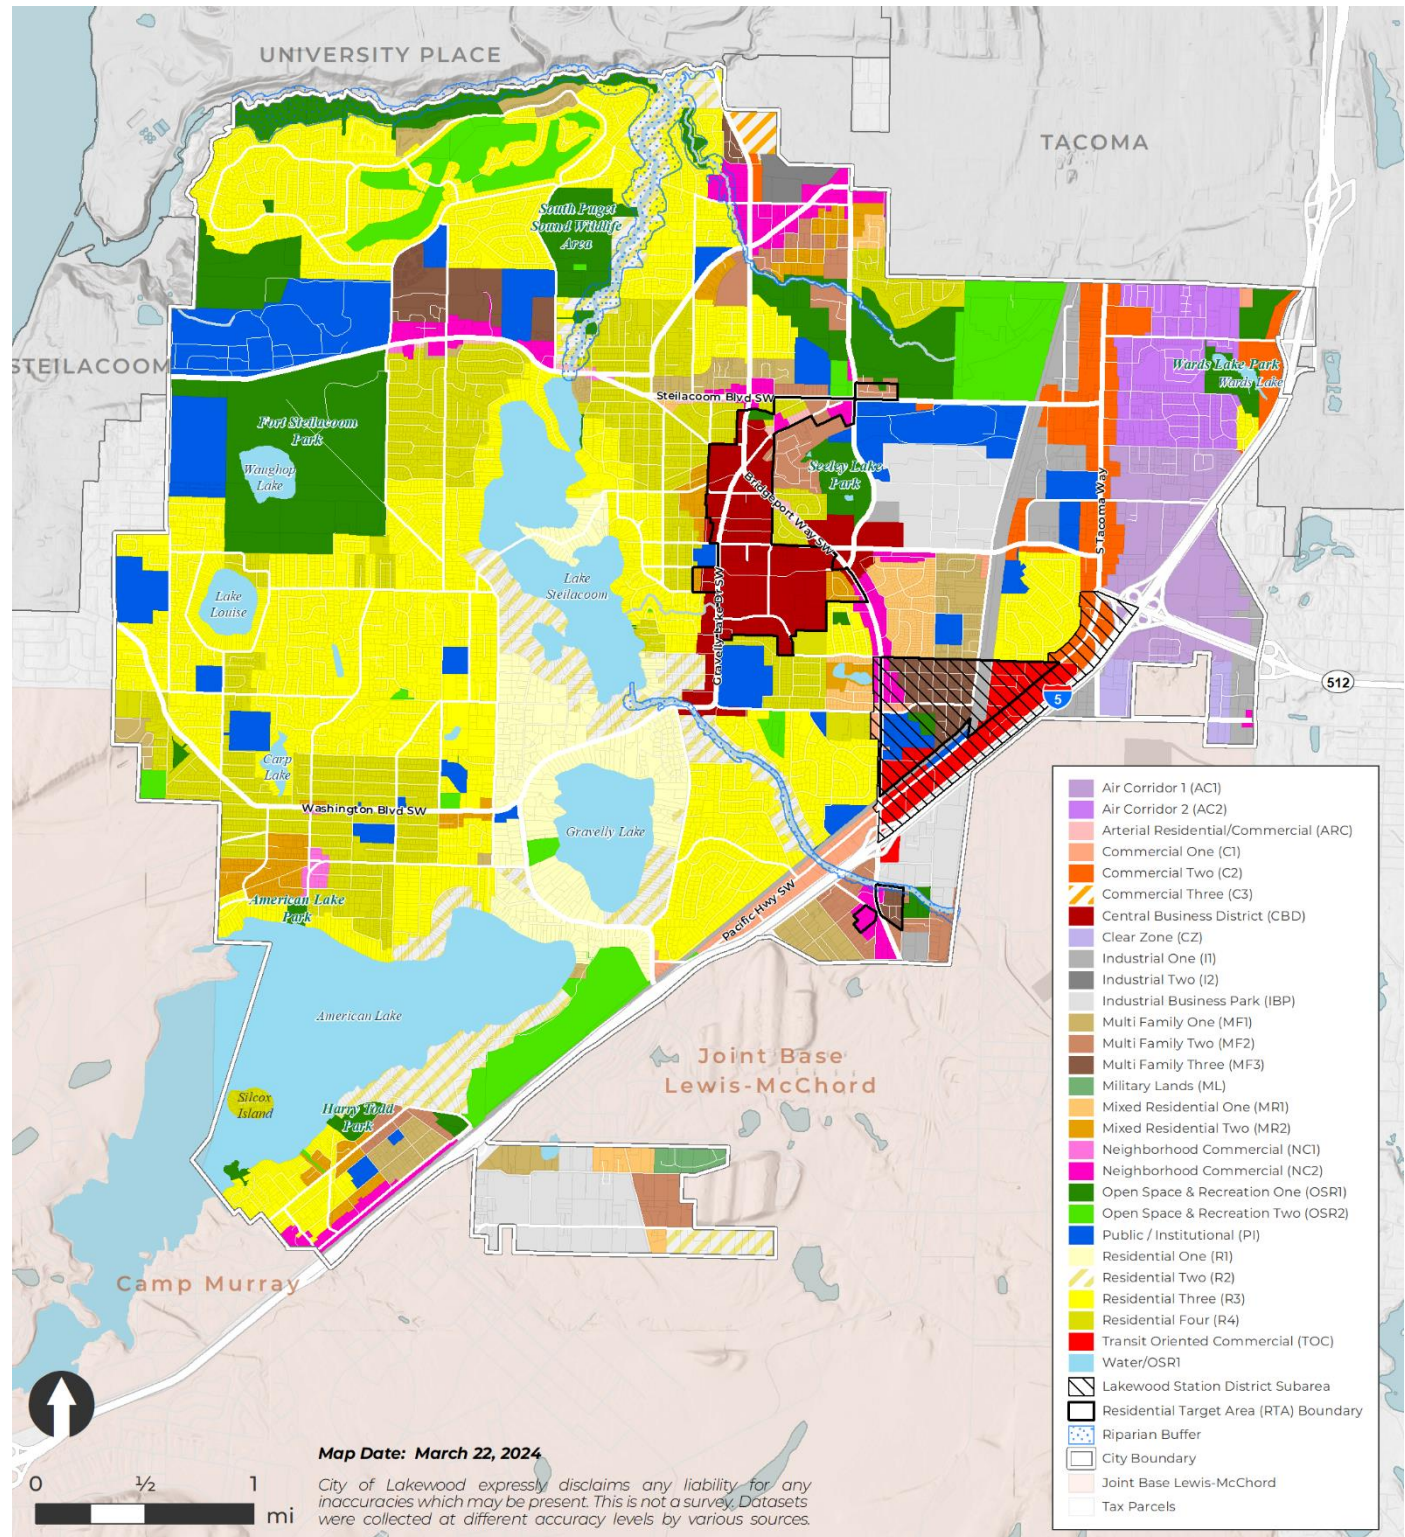 UNIVERSITY PLACE
TACOMA
South Puget
Sound Wildlife
Area
STEILACOOM
Wards Lake Park
Wards Lake
Steilacoom Blvd SW
Fort Steilacoom
Park
Waughop
Lake
Seeley Lake
Park
Bridgeport Way SW
S Tacoma Way
Lake
Louise
Lake
Steilacoom
Gravelly Lake Dr SW
512
5
Carp
Lake
Washington Blvd SW
Gravelly Lake
American Lake
Park
Pacific Hwy SW
American Lake
Joint Base
Lewis-McChord
Silcox
Island
Harry Todd
Park
Camp Murray
Air Corridor 1 (AC1)
Air Corridor 2 (AC2)
Arterial Residential/Commercial (ARC)
Commercial One (C1)
Commercial Two (C2)
Commercial Three (C3)
Central Business District (CBD)
Clear Zone (CZ)
Industrial One (I1)
Industrial Two (I2)
Industrial Business Park (IBP)
Multi Family One (MF1)
Multi Family Two (MF2)
Multi Family Three (MF3)
Military Lands (ML)
Mixed Residential One (MR1)
Mixed Residential Two (MR2)
Neighborhood Commercial (NC1)
Neighborhood Commercial (NC2)
Open Space & Recreation One (OSR1)
Open Space & Recreation Two (OSR2)
Public / Institutional (PI)
Residential One (R1)
Residential Two (R2)
Residential Three (R3)
Residential Four (R4)
Transit Oriented Commercial (TOC)
Water/OSR1
Lakewood Station District Subarea
Residential Target Area (RTA) Boundary
Riparian Buffer
City Boundary
Joint Base Lewis-McChord
Tax Parcels
0 ½ 1
mi
Map Date: March 22, 2024
City of Lakewood expressly disclaims any liability for any
inaccuracies which may be present. This is not a survey. Datasets
were collected at different accuracy levels by various sources.